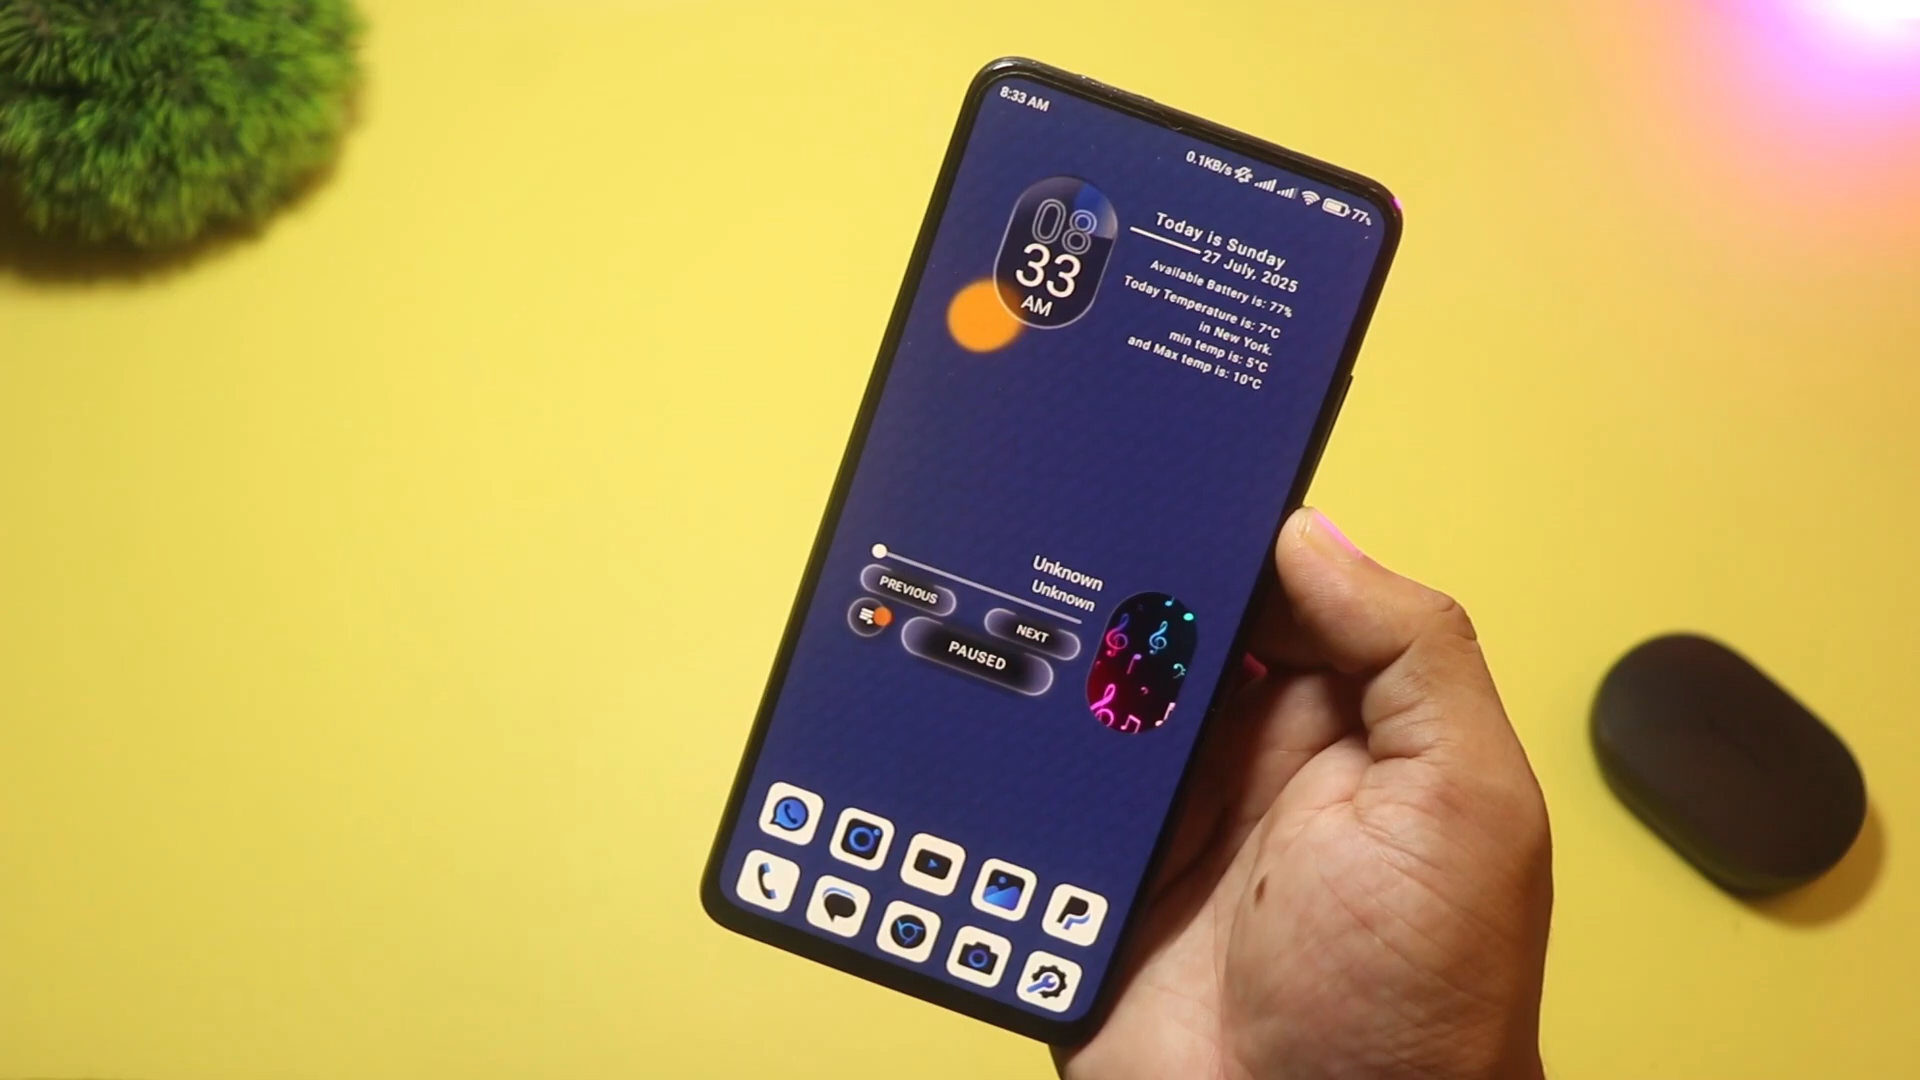 8:33 AM
0.1KB/s 77%
08
33
AM
Today is Sunday
27 July, 2025
Available Battery is: 77%
Today Temperature is: 7°C
in New York.
min temp is: 5°C
and Max temp is: 10°C
Unknown
Unknown
PREVIOUS
NEXT
PAUSED